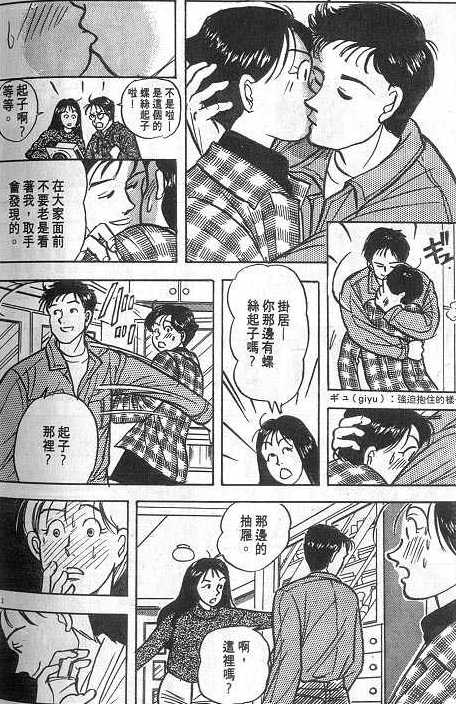 不是啦—
是這個的
螺絲起子
啦！
起子啊？
等等。
在大家面前
不要老是看
著我，取手
會發現的。
ギュ
ギュ(giyu)：強迫抱住的樣
掛居—
你那邊有螺
絲起子嗎？
起子？
那裡？
那邊的
抽屜。
啊，
這裡嗎？